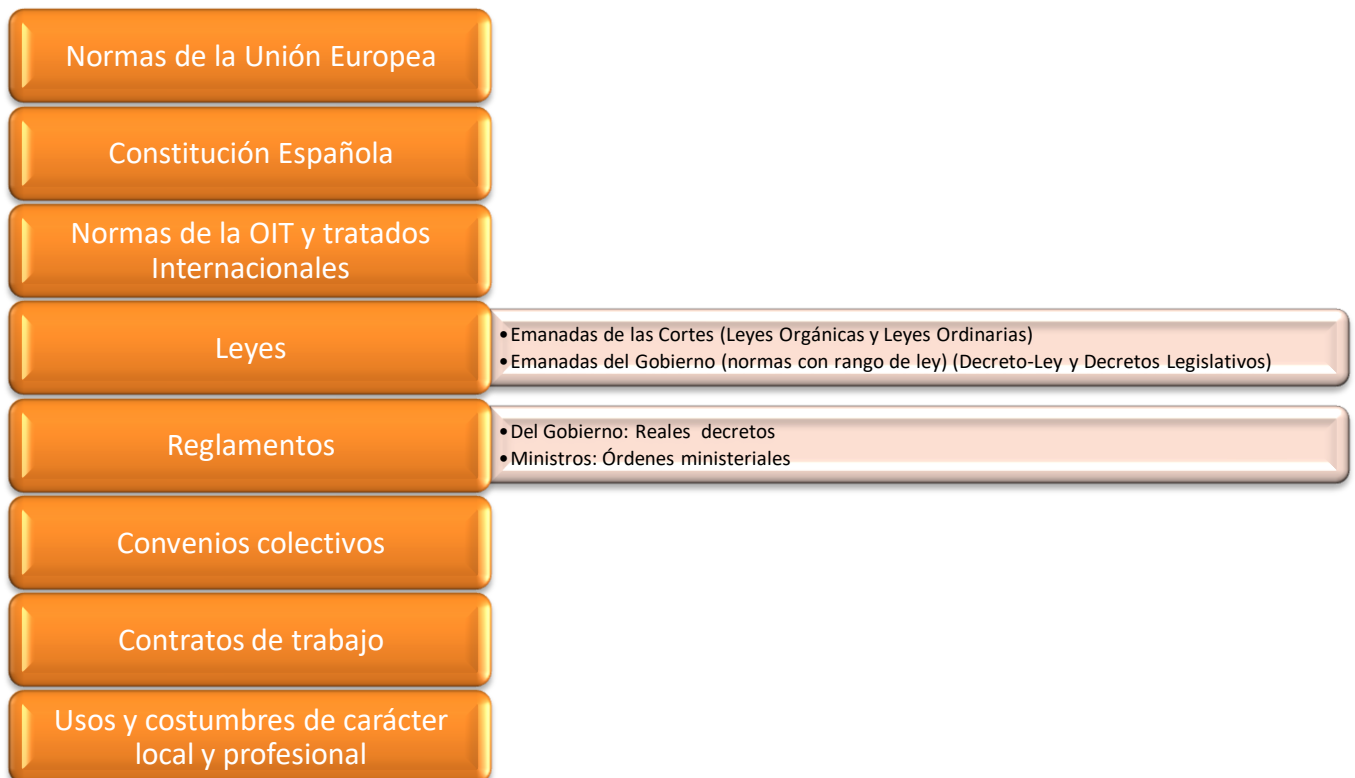 Normas de la Unión Europea
Constitución Española
Normas de la OIT y tratados
Internacionales
Leyes
•Emanadas de las Cortes (Leyes Orgánicas y Leyes Ordinarias)
•Emanadas del Gobierno (normas con rango de ley) (Decreto-Ley y Decretos Legislativos)
Reglamentos
•Del Gobierno: Reales decretos
•Ministros: Órdenes ministeriales
Convenios colectivos
Contratos de trabajo
Usos y costumbres de carácter
local y profesional